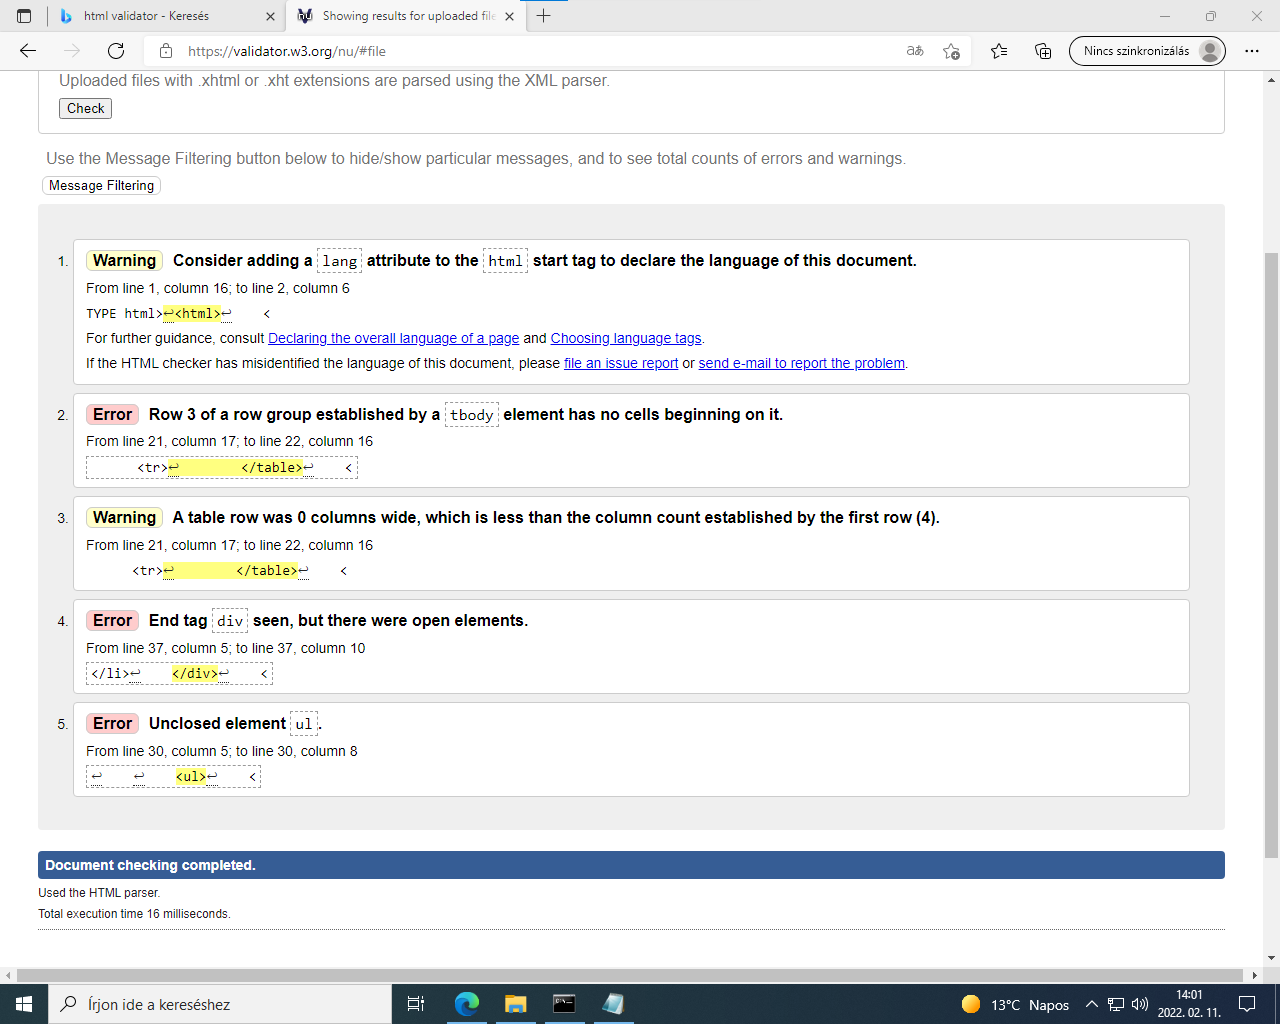 html validator - Keresés
Showing results for uploaded file
https://validator.w3.org/nu/#file
aあ
Nincs szinkronizálás
Uploaded files with .xhtml or .xht extensions are parsed using the XML parser.
Check
Use the Message Filtering button below to hide/show particular messages, and to see total counts of errors and warnings.
Message Filtering
1. Warning Consider adding a lang attribute to the html start tag to declare the language of this document.
From line 1, column 16; to line 2, column 6
TYPE html>↩<html>↩    <
For further guidance, consult Declaring the overall language of a page and Choosing language tags.
If the HTML checker has misidentified the language of this document, please file an issue report or send e-mail to report the problem.
2. Error Row 3 of a row group established by a tbody element has no cells beginning on it.
From line 21, column 17; to line 22, column 16
<tr>↩        </table>↩    <
3. Warning A table row was 0 columns wide, which is less than the column count established by the first row (4).
From line 21, column 17; to line 22, column 16
<tr>↩        </table>↩    <
4. Error End tag div seen, but there were open elements.
From line 37, column 5; to line 37, column 10
</li>↩    </div>↩    <
5. Error Unclosed element ul.
From line 30, column 5; to line 30, column 8
↩    ↩    <ul>↩    <
Document checking completed.
Used the HTML parser.
Total execution time 16 milliseconds.
Írjon ide a kereséshez
13°C Napos
14:01
2022. 02. 11.